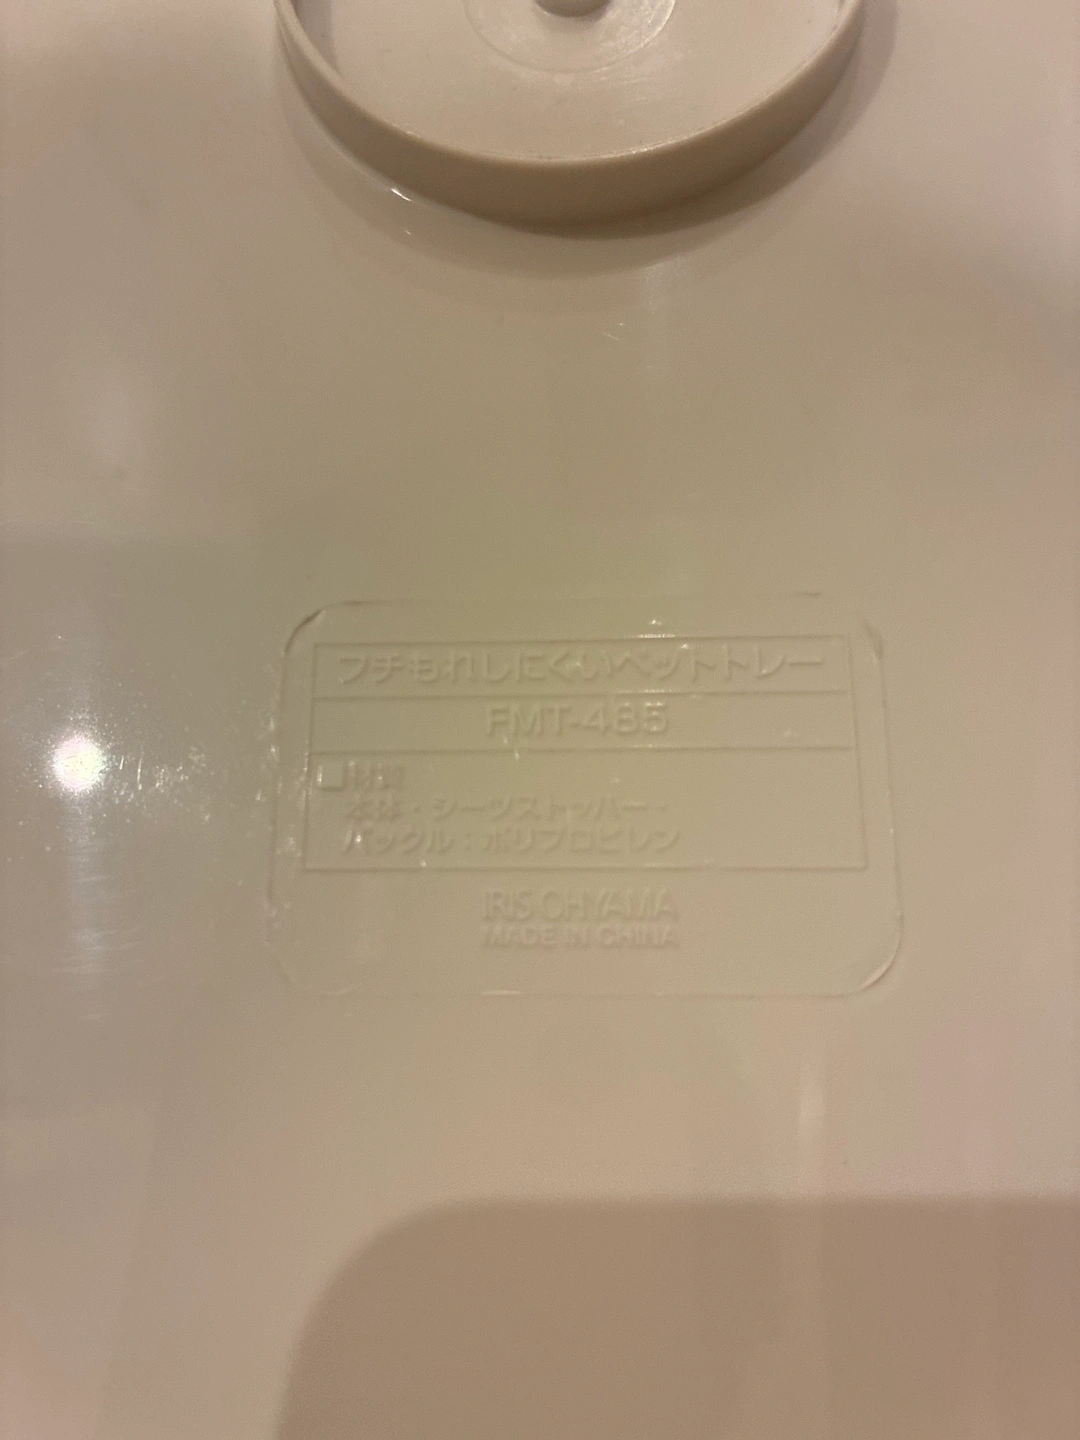 フチもれしにくいペットトレー
FMT-485
□材質
本体・シーツストッパー・
バックル：ポリプロピレン
IRIS OHYAMA
MADE IN CHINA